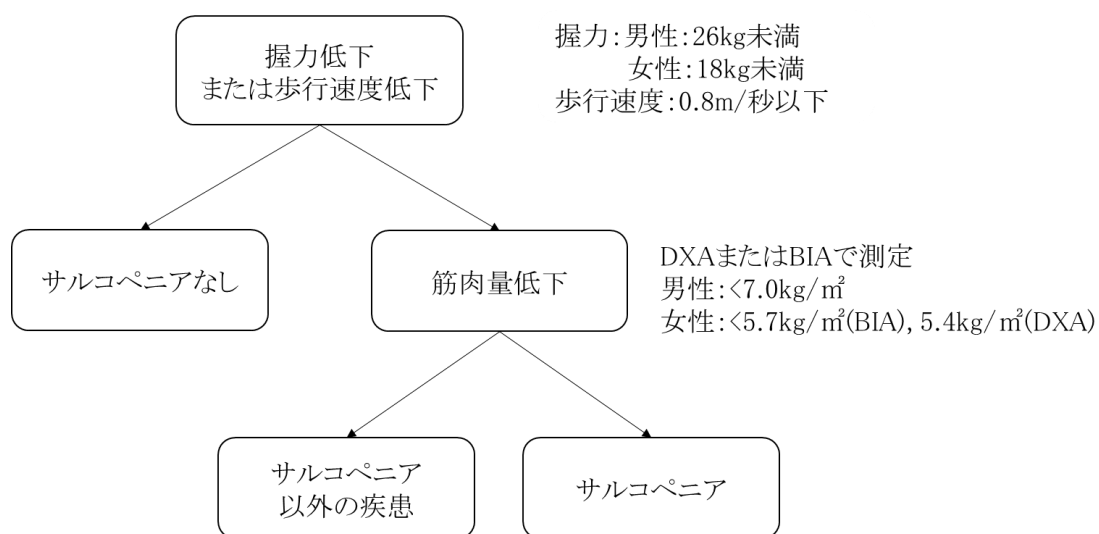 握力低下
または歩行速度低下
握力:男性:26kg未満
女性:18kg未満
歩行速度:0.8m/秒以下
サルコペニアなし
筋肉量低下
DXAまたはBIAで測定
男性:<7.0kg/㎡
女性:<5.7kg/㎡(BIA), 5.4kg/㎡(DXA)
サルコペニア
以外の疾患
サルコペニア